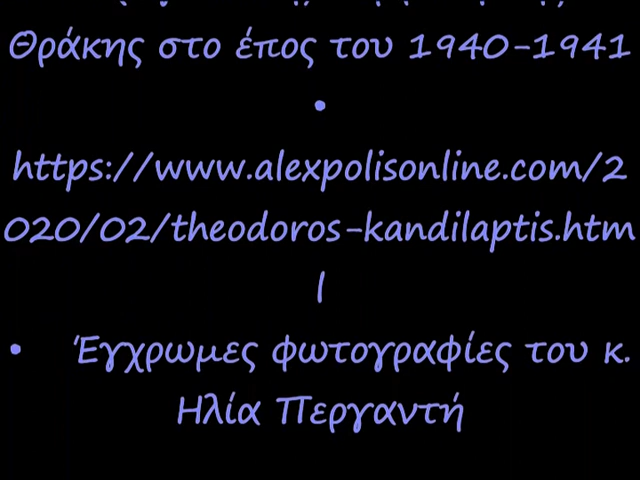 Θράκης στο έπος του 1940-1941
•
https://www.alexpolisonline.com/2
020/02/theodoros-kandilaptis.htm
l
• Έγχρωμες φωτογραφίες του κ.
Ηλία Περγαντή